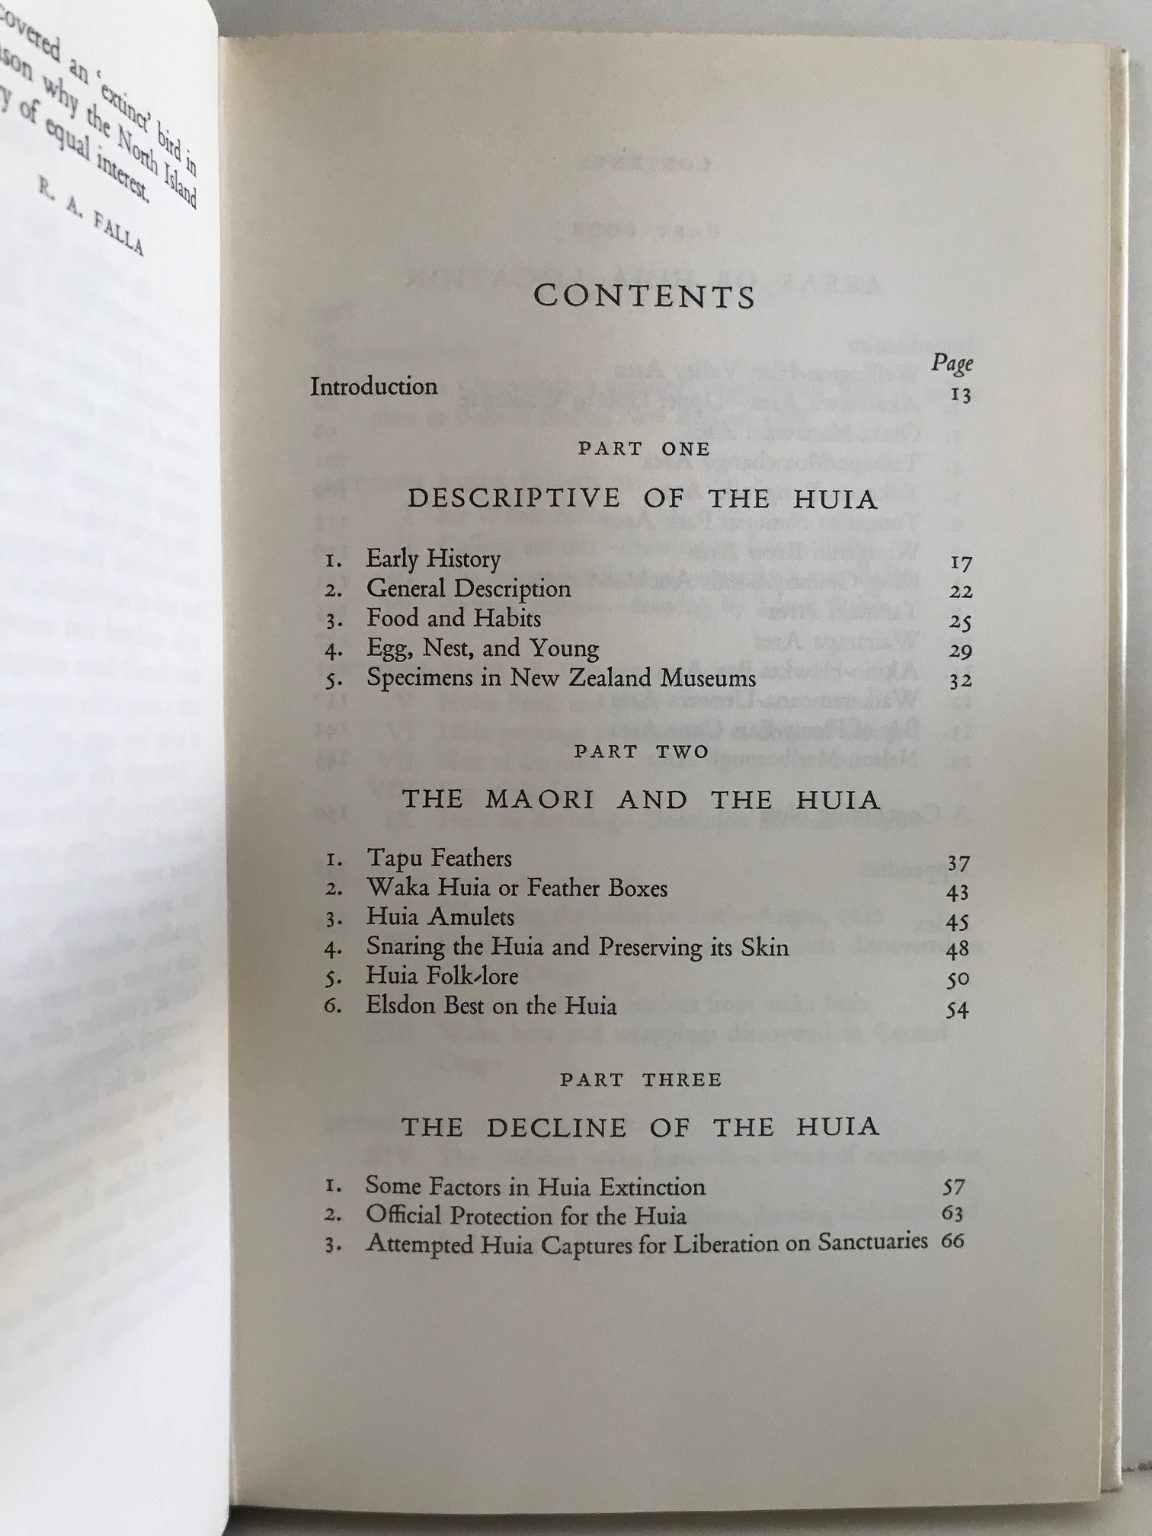 covered an ‘extinct’ bird in
why the North Island
of equal interest.
R. A. FALLA
CONTENTS
Page
Introduction 13
PART ONE
DESCRIPTIVE OF THE HUIA
1. Early History 17
2. General Description 22
3. Food and Habits 25
4. Egg, Nest, and Young 29
5. Specimens in New Zealand Museums 32
PART TWO
THE MAORI AND THE HUIA
1. Tapu Feathers 37
2. Waka Huia or Feather Boxes 43
3. Huia Amulets 45
4. Snaring the Huia and Preserving its Skin 48
5. Huia Folk-lore 50
6. Elsdon Best on the Huia 54
PART THREE
THE DECLINE OF THE HUIA
1. Some Factors in Huia Extinction 57
2. Official Protection for the Huia 63
3. Attempted Huia Captures for Liberation on Sanctuaries 66